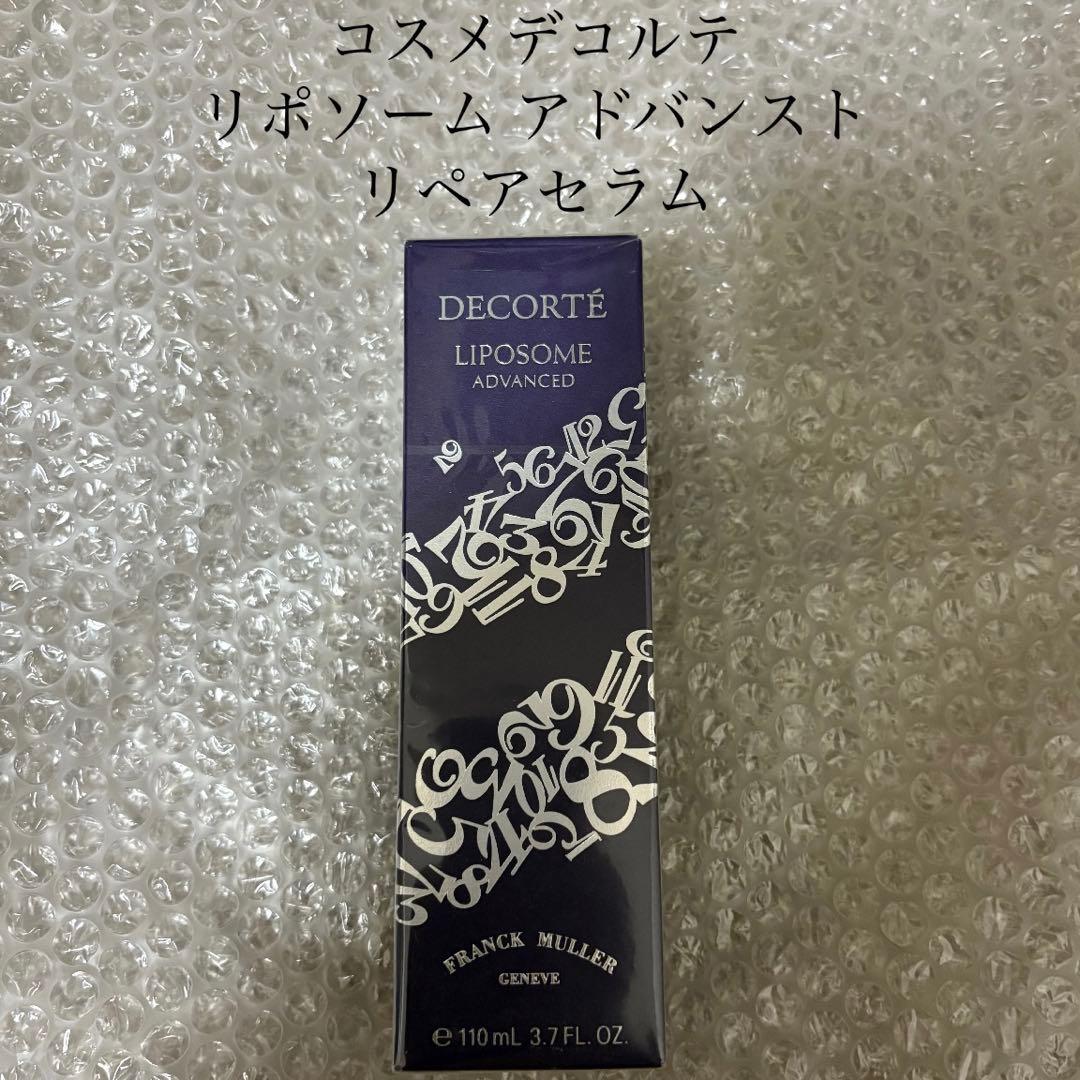 コスメデコルテ
リポソーム アドバンスト
リペアセラム
DECORTÉ
LIPOSOME
ADVANCED
FRANCK MULLER
GENEVE
℮ 110 mL 3.7 FL. OZ.